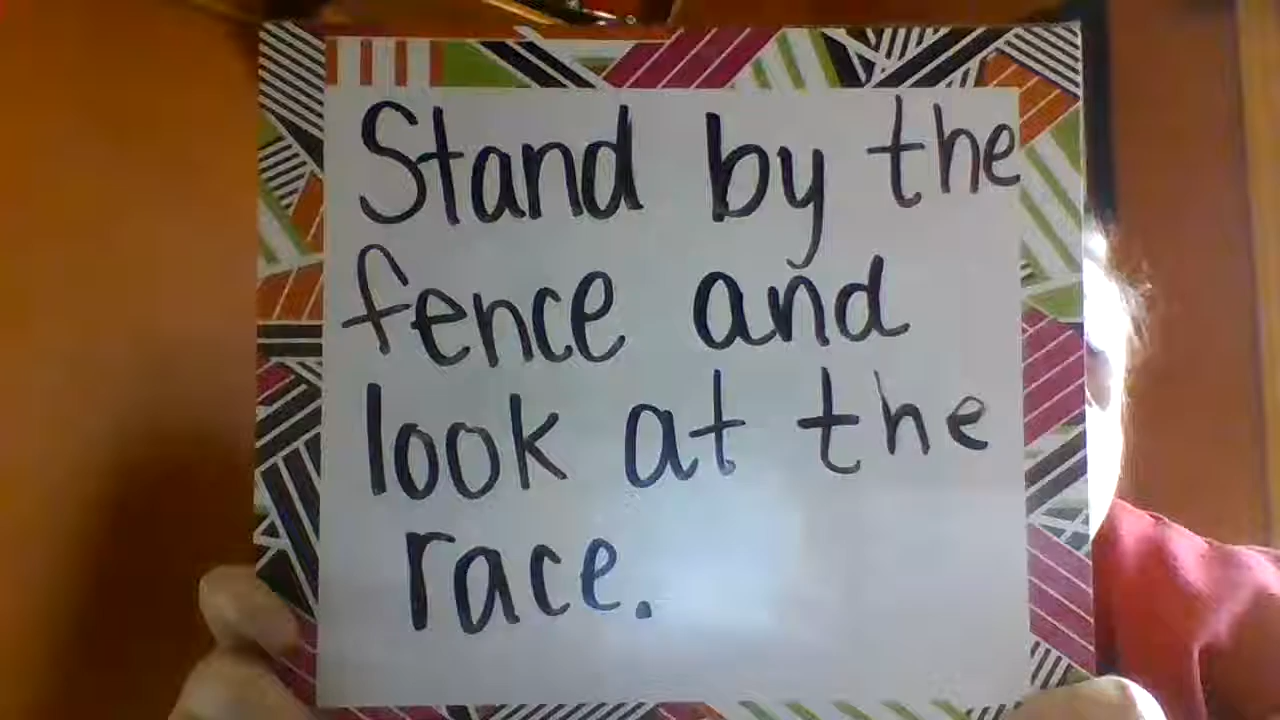 Stand by the
fence and
look at the
race.